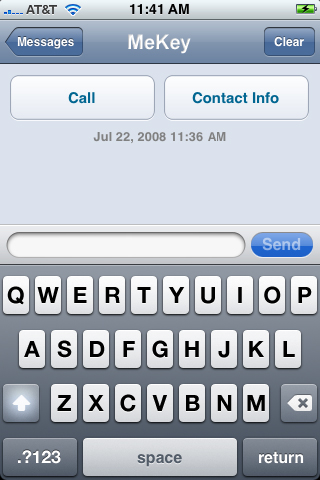 AT&T 11:41 AM
Messages MeKey Clear
Call Contact Info
Jul 22, 2008 11:36 AM
Send
Q W E R T Y U I O P
A S D F G H J K L
Z X C V B N M
.?123 space return